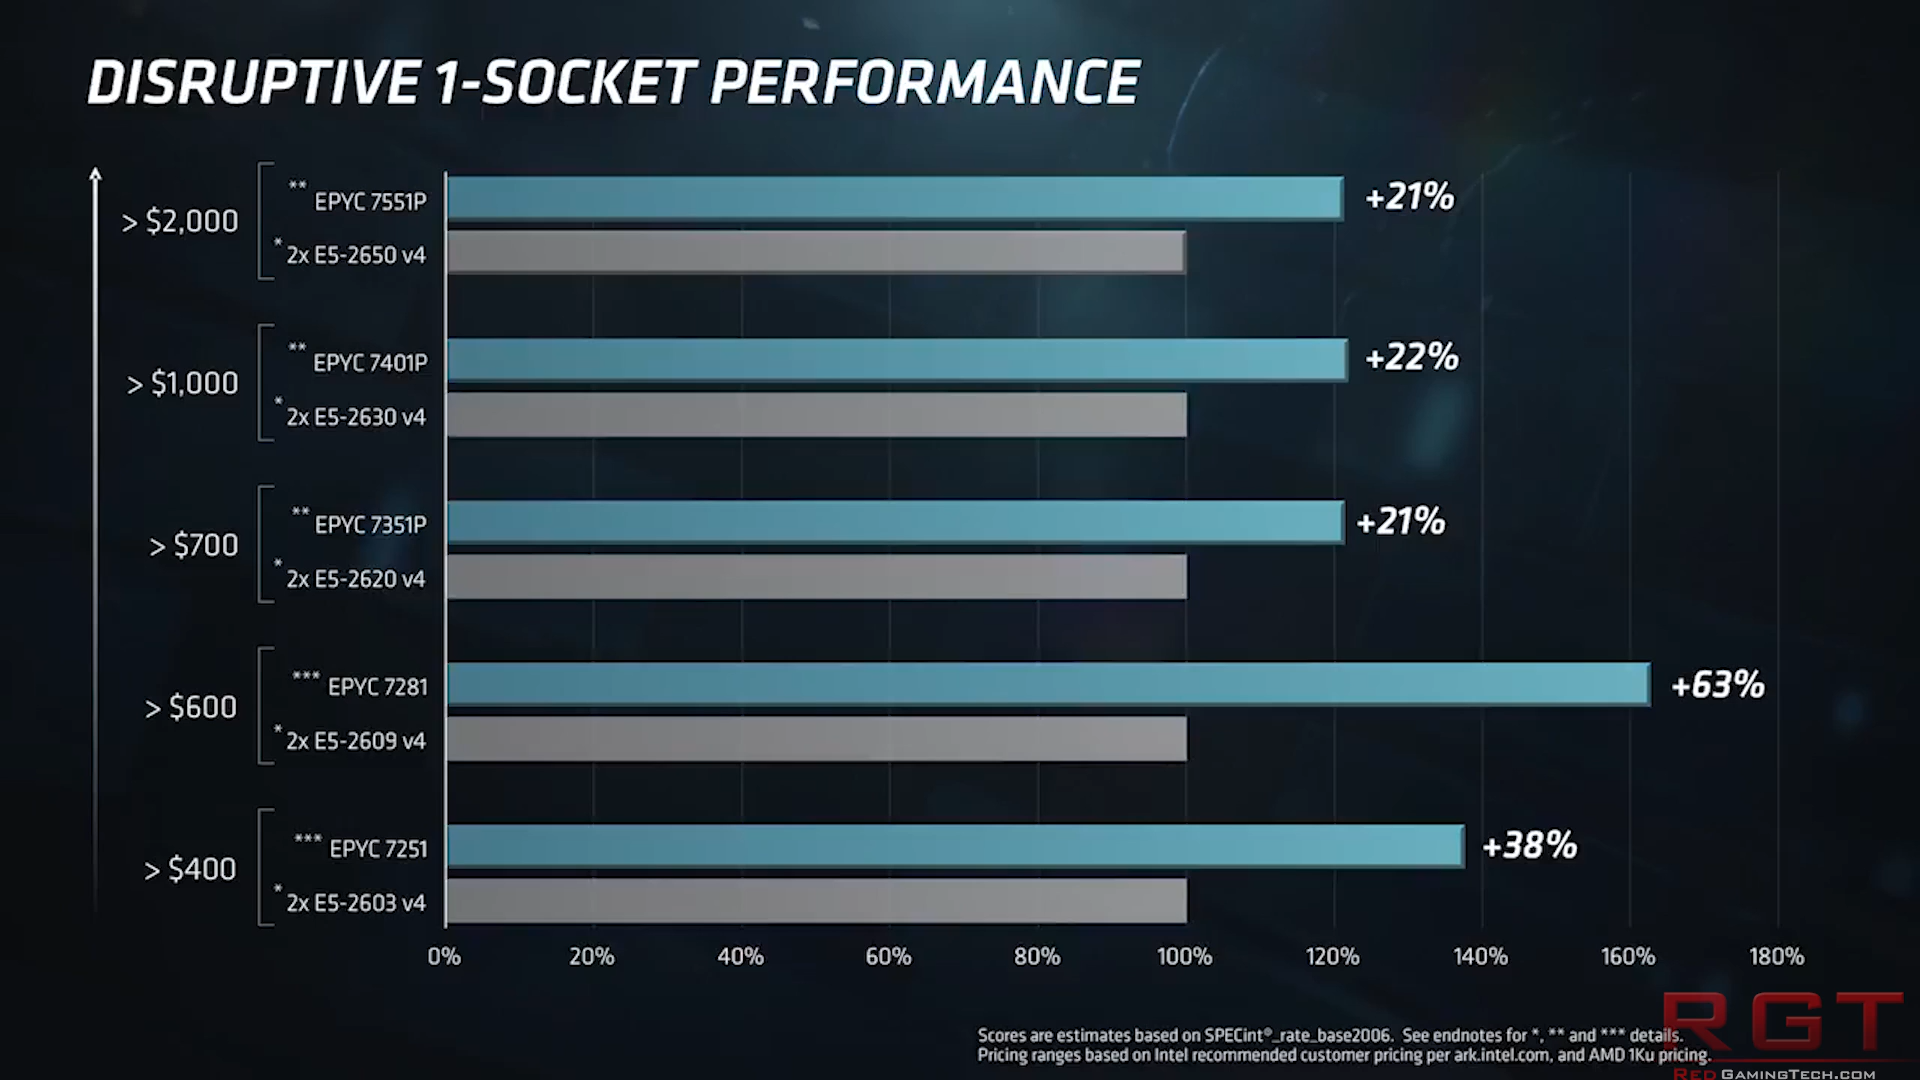 DISRUPTIVE 1-SOCKET PERFORMANCE
> $2,000
** EPYC 7551P
+21%
* 2x E5-2650 v4
> $1,000
** EPYC 7401P
+22%
* 2x E5-2630 v4
> $700
** EPYC 7351P
+21%
* 2x E5-2620 v4
> $600
*** EPYC 7281
+63%
* 2x E5-2609 v4
> $400
*** EPYC 7251
+38%
* 2x E5-2603 v4
0% 20% 40% 60% 80% 100% 120% 140% 160% 180%
Scores are estimates based on SPECint®_rate_base2006. See endnotes for *, ** and *** details.
Pricing ranges based on Intel recommended customer pricing per ark.intel.com, and AMD 1Ku pricing.
RGT
RED GAMINGTECH.COM